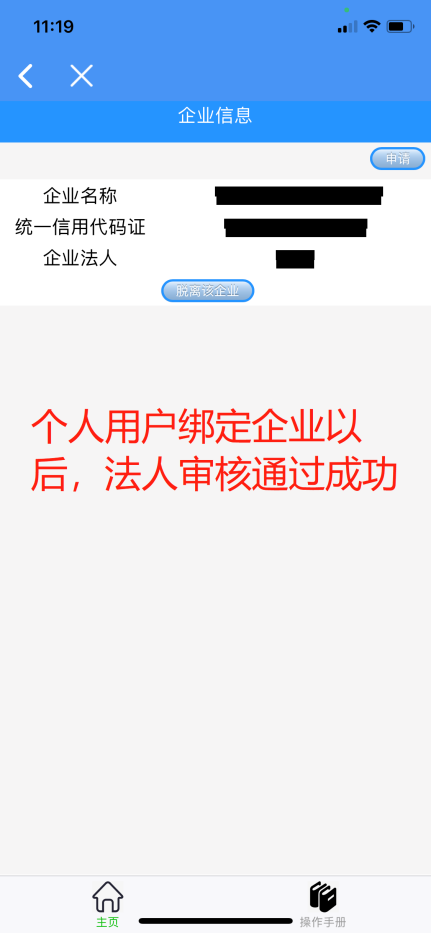 11:19
企业信息
申请
企业名称
统一信用代码证
企业法人
脱离该企业
个人用户绑定企业以
后，法人审核通过成功
主页
操作手册